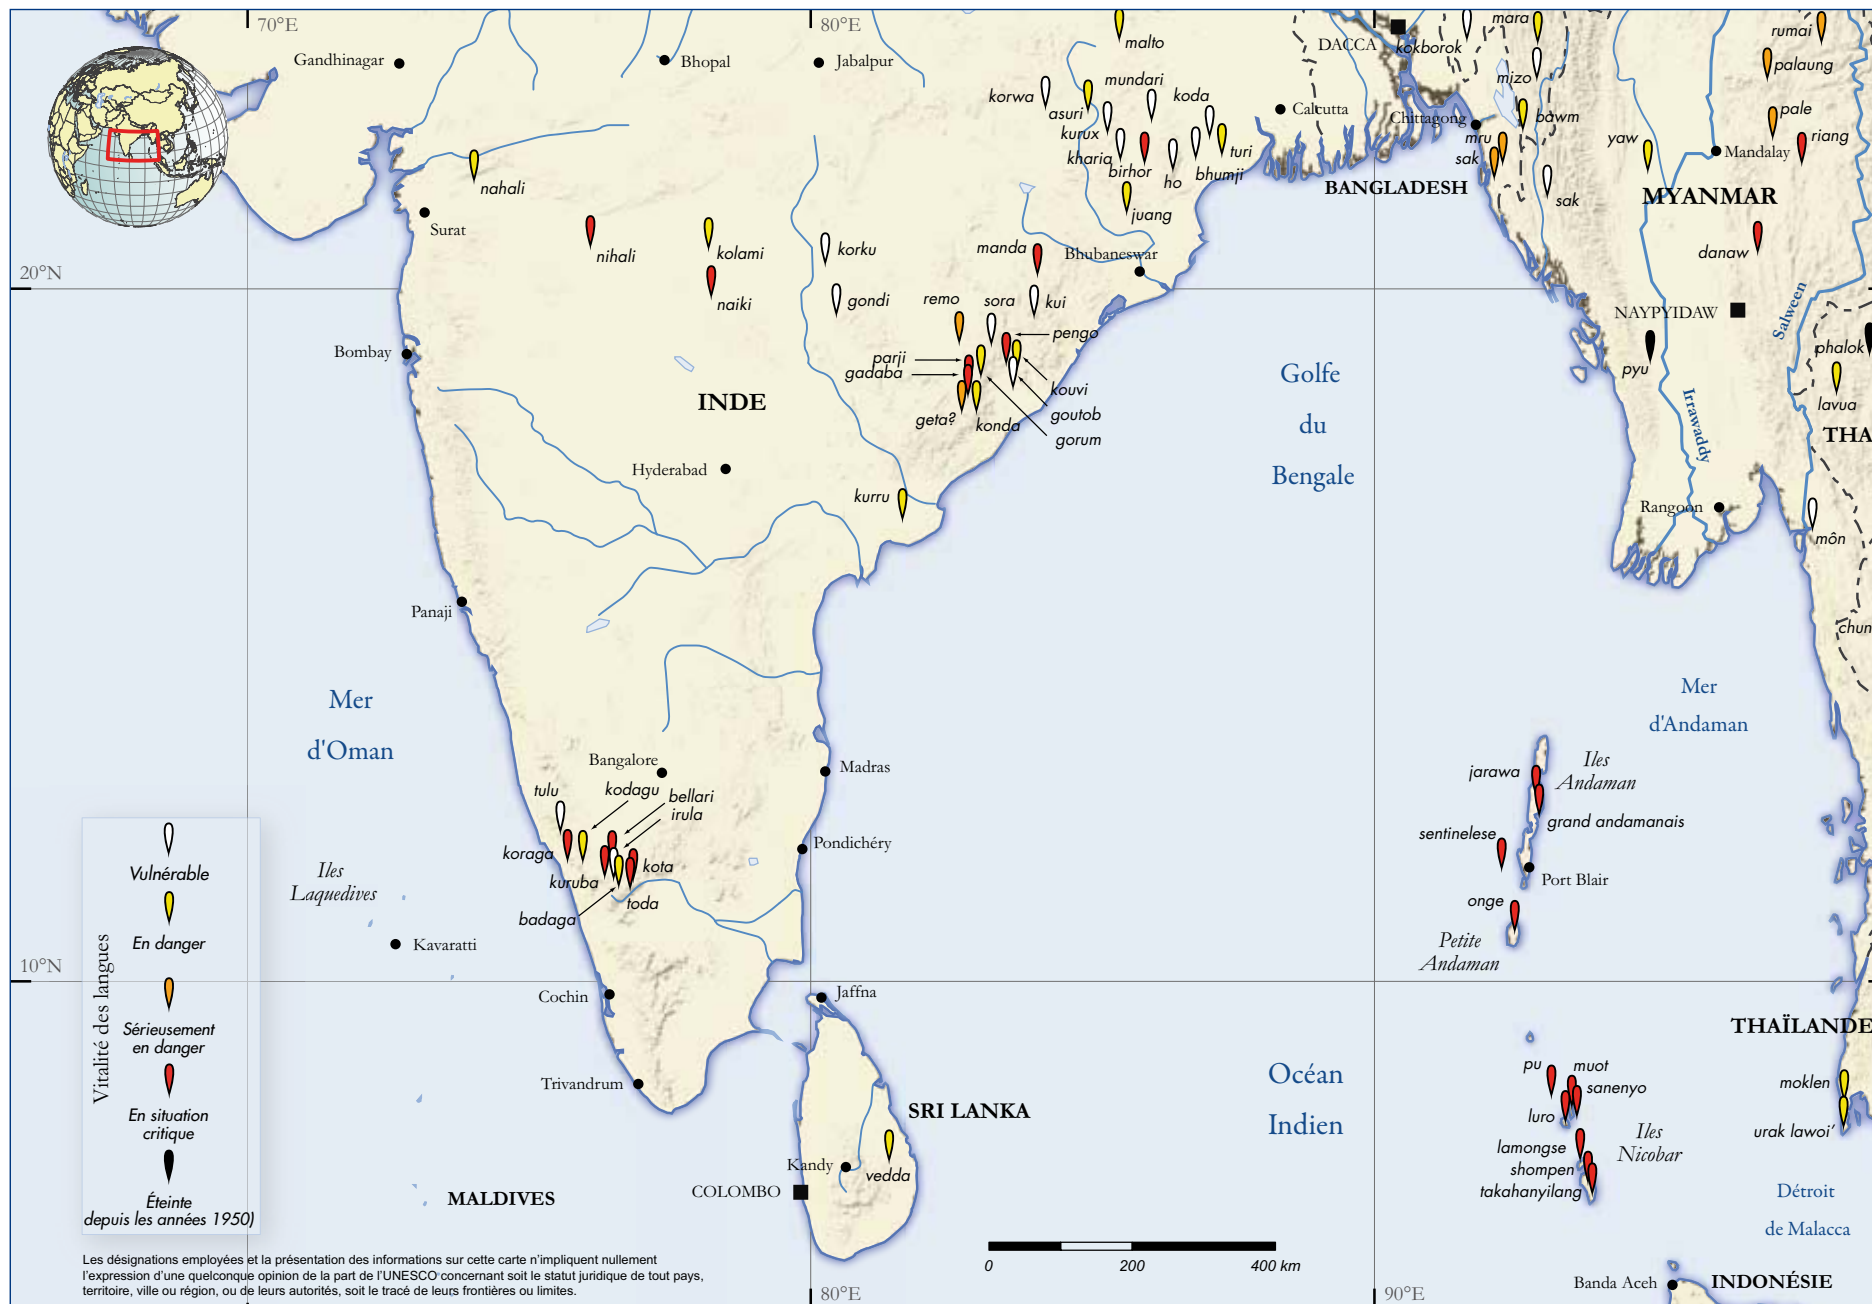 70°E
80°E
Gandhinagar
Bhopal
Jabalpur
malto
DACCA
kokborok
mara
rumai
mizo
palaung
korwa
asuri
mundari
koda
Calcutta
Chittagong
bawm
pale
kurux
kharia
birhor
ho
bhumji
turi
mru
sak
yaw
Mandalay
riang
nahali
juang
BANGLADESH
sak
MYANMAR
Surat
nihali
kolami
korku
manda
Bhubaneswar
danaw
20°N
naiki
gondi
remo
sora
kui
NAYPYIDAW
Salween
Bombay
parji
gadaba
pengo
pyu
phalok
INDE
geta?
konda
kouvi
goutob
gorum
Golfe
du
Bengale
Irrawaddy
lavua
THA
Hyderabad
kurru
Rangoon
môn
Panaji
chun
Mer
d'Oman
Mer
d'Andaman
Bangalore
Madras
tulu
kodagu
bellari
irula
jarawa
Iles
Andaman
grand andamanais
koraga
kuruba
kota
Pondichéry
sentinelese
Port Blair
badaga
toda
onge
Iles
Laquedives
Kavaratti
Petite
Andaman
10°N
Cochin
Jaffna
THAÏLANDE
Trivandrum
Océan
Indien
pu
muot
sanenyo
luro
moklen
SRI LANKA
urak lawoi’
Iles
Nicobar
lamongse
shompen
takahanyilang
Kandy
vedda
COLOMBO
MALDIVES
Détroit
de Malacca
Banda Aceh
INDONÉSIE
Vitalité des langues
Vulnérable
En danger
Sérieusement
en danger
En situation
critique
Éteinte
depuis les années 1950)
Les désignations employées et la présentation des informations sur cette carte n’impliquent nullement
l’expression d’une quelconque opinion de la part de l’UNESCO concernant soit le statut juridique de tout pays,
territoire, ville ou région, ou de leurs autorités, soit le tracé de leurs frontières ou limites.
0
200
400 km
80°E
90°E